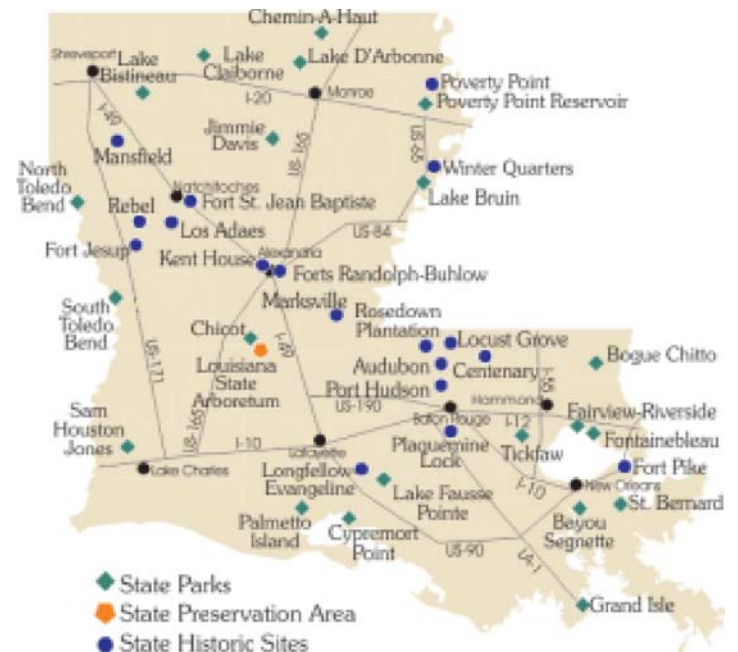 Chemin-A-Haut
Shreveport
Lake
Bistineau
Lake
Claiborne
Lake D'Arbonne
Monroe
I-20
Poverty Point
Poverty Point Reservoir
I-49
Mansfield
Jimmie
Davis
US-165
US-65
Winter Quarters
Lake Bruin
North
Toledo
Bend
Natchitoches
Rebel
Fort St. Jean Baptiste
Los Adaes
US-84
Fort Jesup
Kent House
Alexandria
Forts Randolph-Buhlow
Marksville
South
Toledo
Bend
Chicot
I-49
Rosedown
Plantation
Locust Grove
Louisiana
State
Arboretum
Audubon
Centenary
Port Hudson
Bogue Chitto
US-171
US-165
US-190
Hammond
I-55
Baton Rouge
I-12
Fairview-Riverside
Fontainebleau
Sam
Houston
Jones
I-10
Lafayette
Plaquemine
Lock
Tickfaw
Lake Charles
Longfellow
Evangeline
Fort Pike
I-10
New Orleans
Lake Fausse
Pointe
St. Bernard
Palmetto
Island
Cypremort
Point
Bayou
Segnette
US-90
LA-1
Grand Isle
State Parks
State Preservation Area
State Historic Sites